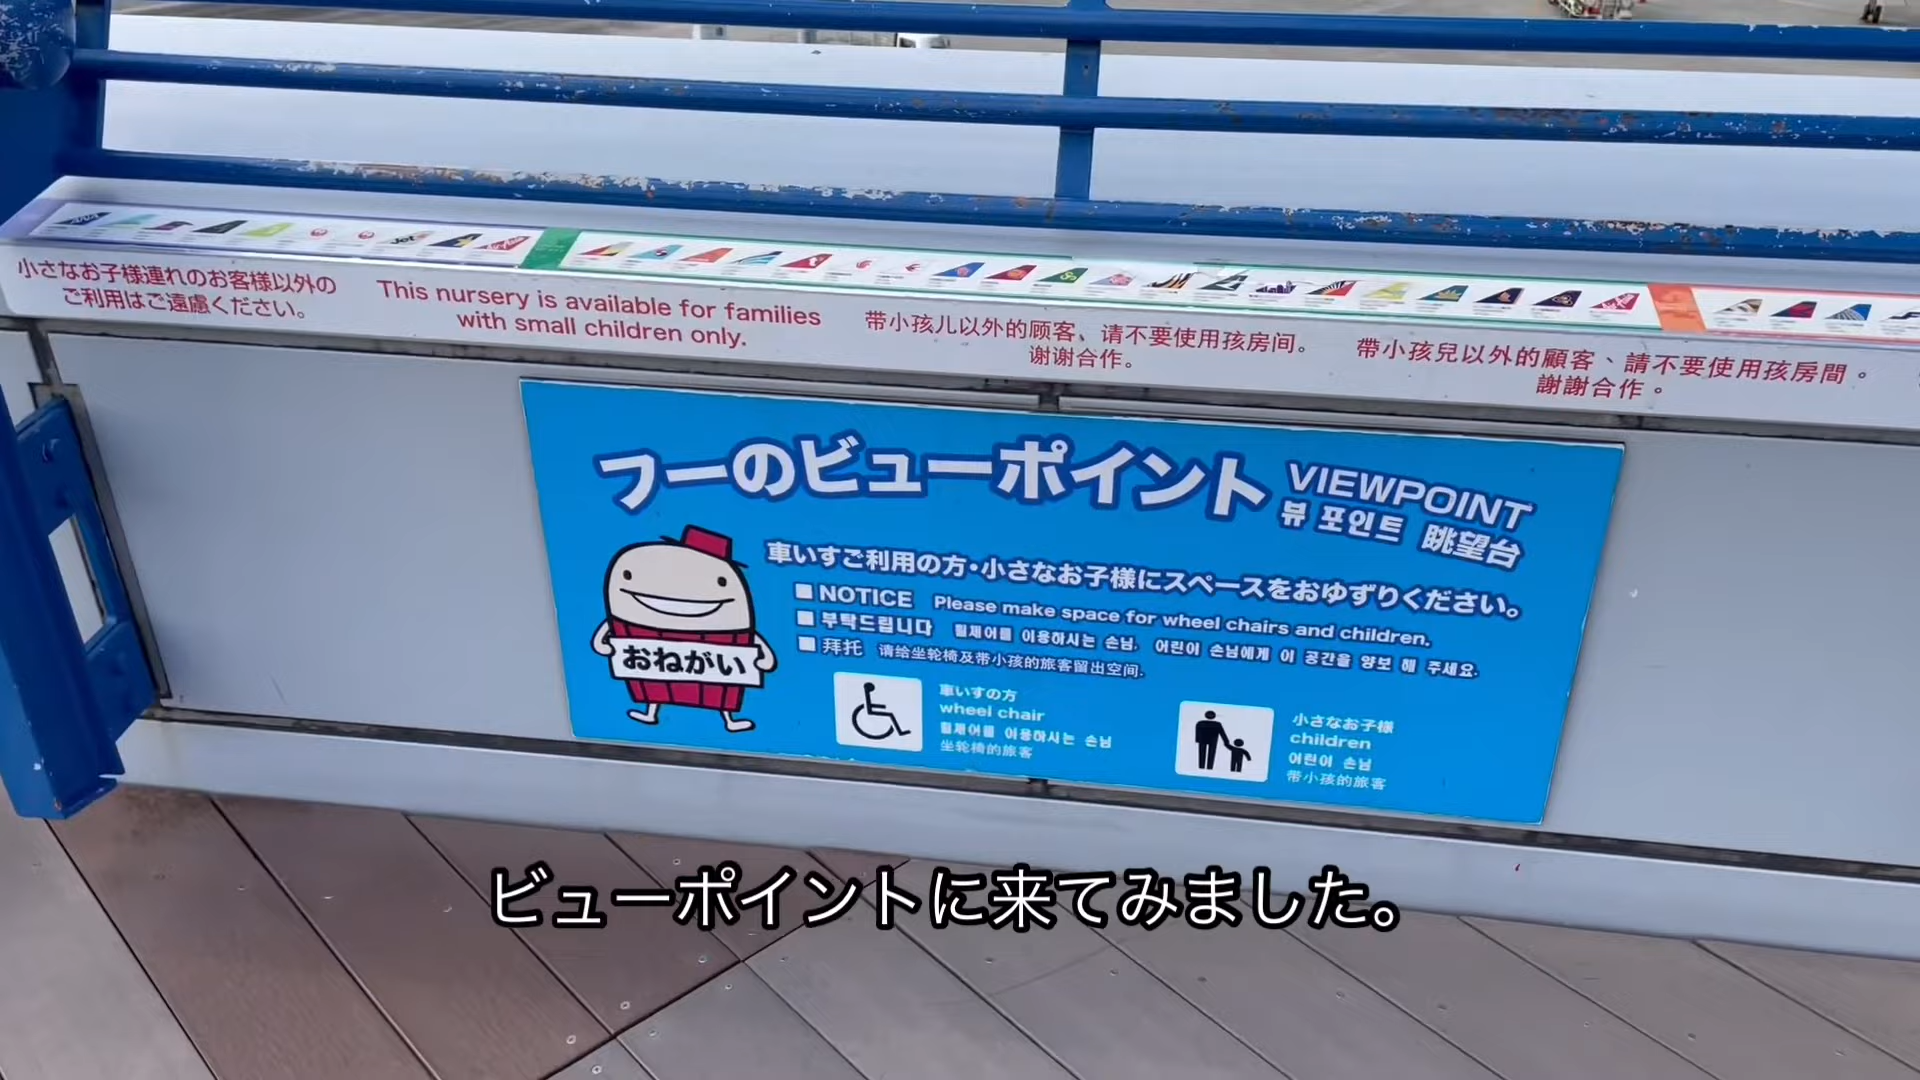 小さなお子様連れのお客様以外の
ご利用はご遠慮ください。
This nursery is available for families
with small children only.
带小孩儿以外的顾客、请不要使用孩房间。
谢谢合作。
帶小孩兒以外的顧客、請不要使用孩房間。
謝謝合作。
フーのビューポイント
VIEWPOINT
뷰 포인트 眺望台
車いすご利用の方・小さなお子様にスペースをおゆずりください。
■ NOTICE Please make space for wheel chairs and children.
■ 부탁드립니다 휠체어를 이용하시는 손님, 어린이 손님에게 이 공간을 양보 해 주세요.
■ 拜托 请给坐轮椅及带小孩的旅客留出空间.
おねがい
車いすの方
wheel chair
휠체어를 이용하시는 손님
坐轮椅的旅客
小さなお子様
children
어린이 손님
带小孩的旅客
ビューポイントに来てみました。